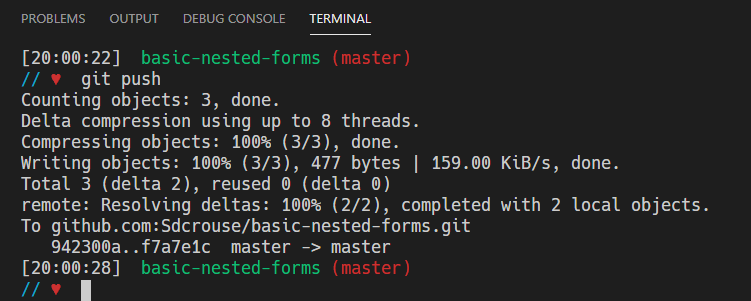 PROBLEMS OUTPUT DEBUG CONSOLE TERMINAL
[20:00:22] basic-nested-forms (master)
// ♥ git push
Counting objects: 3, done.
Delta compression using up to 8 threads.
Compressing objects: 100% (3/3), done.
Writing objects: 100% (3/3), 477 bytes | 159.00 KiB/s, done.
Total 3 (delta 2), reused 0 (delta 0)
remote: Resolving deltas: 100% (2/2), completed with 2 local objects.
To github.com:Sdcrouse/basic-nested-forms.git
   942300a..f7a7e1c  master -> master
[20:00:28] basic-nested-forms (master)
// ♥